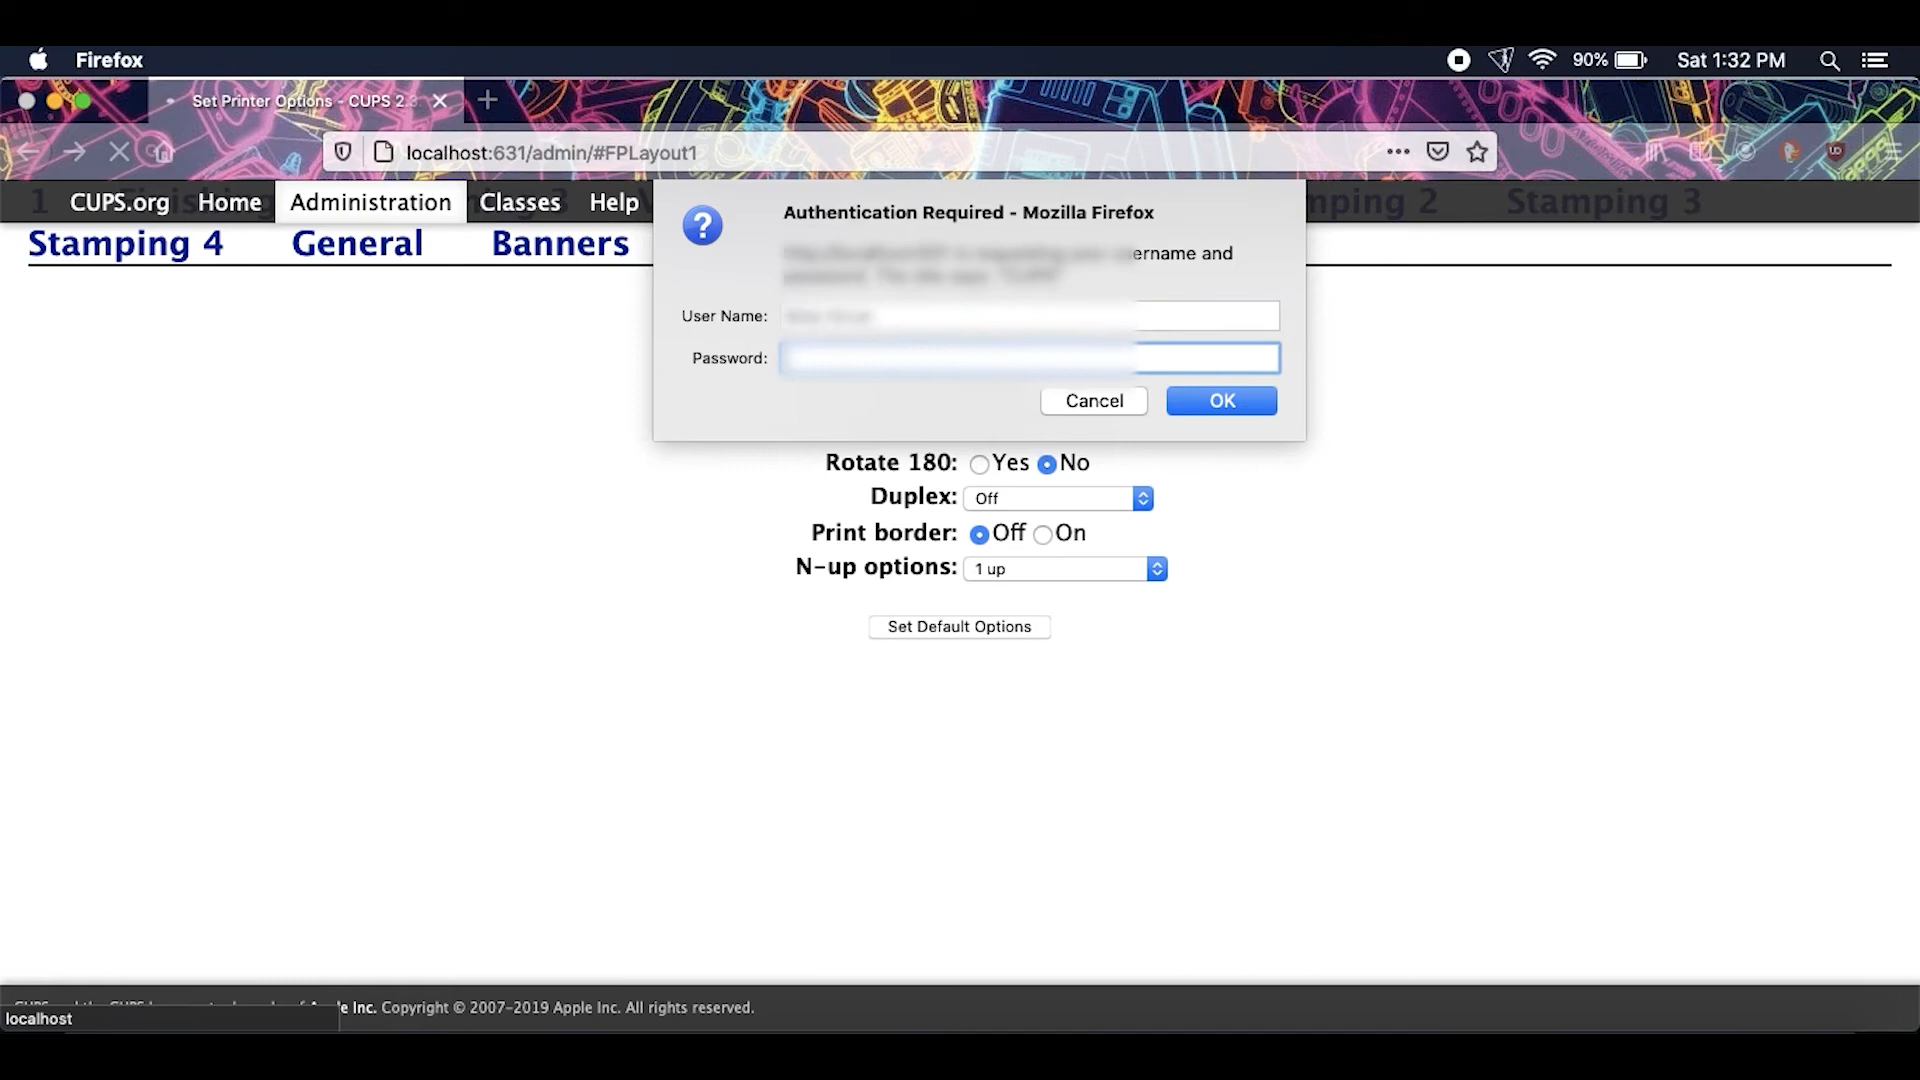 Firefox
90%
Sat 1:32 PM
Set Printer Options - CUPS 2.3
localhost:631/admin/#FPLayout1
CUPS.org Home Administration Classes Help
Stamping 3
Stamping 4 General Banners
Authentication Required - Mozilla Firefox
ername and
User Name:
Password:
Cancel OK
Rotate 180: Yes No
Duplex: Off
Print border: Off On
N-up options: 1 up
Set Default Options
Inc. Copyright © 2007-2019 Apple Inc. All rights reserved.
localhost